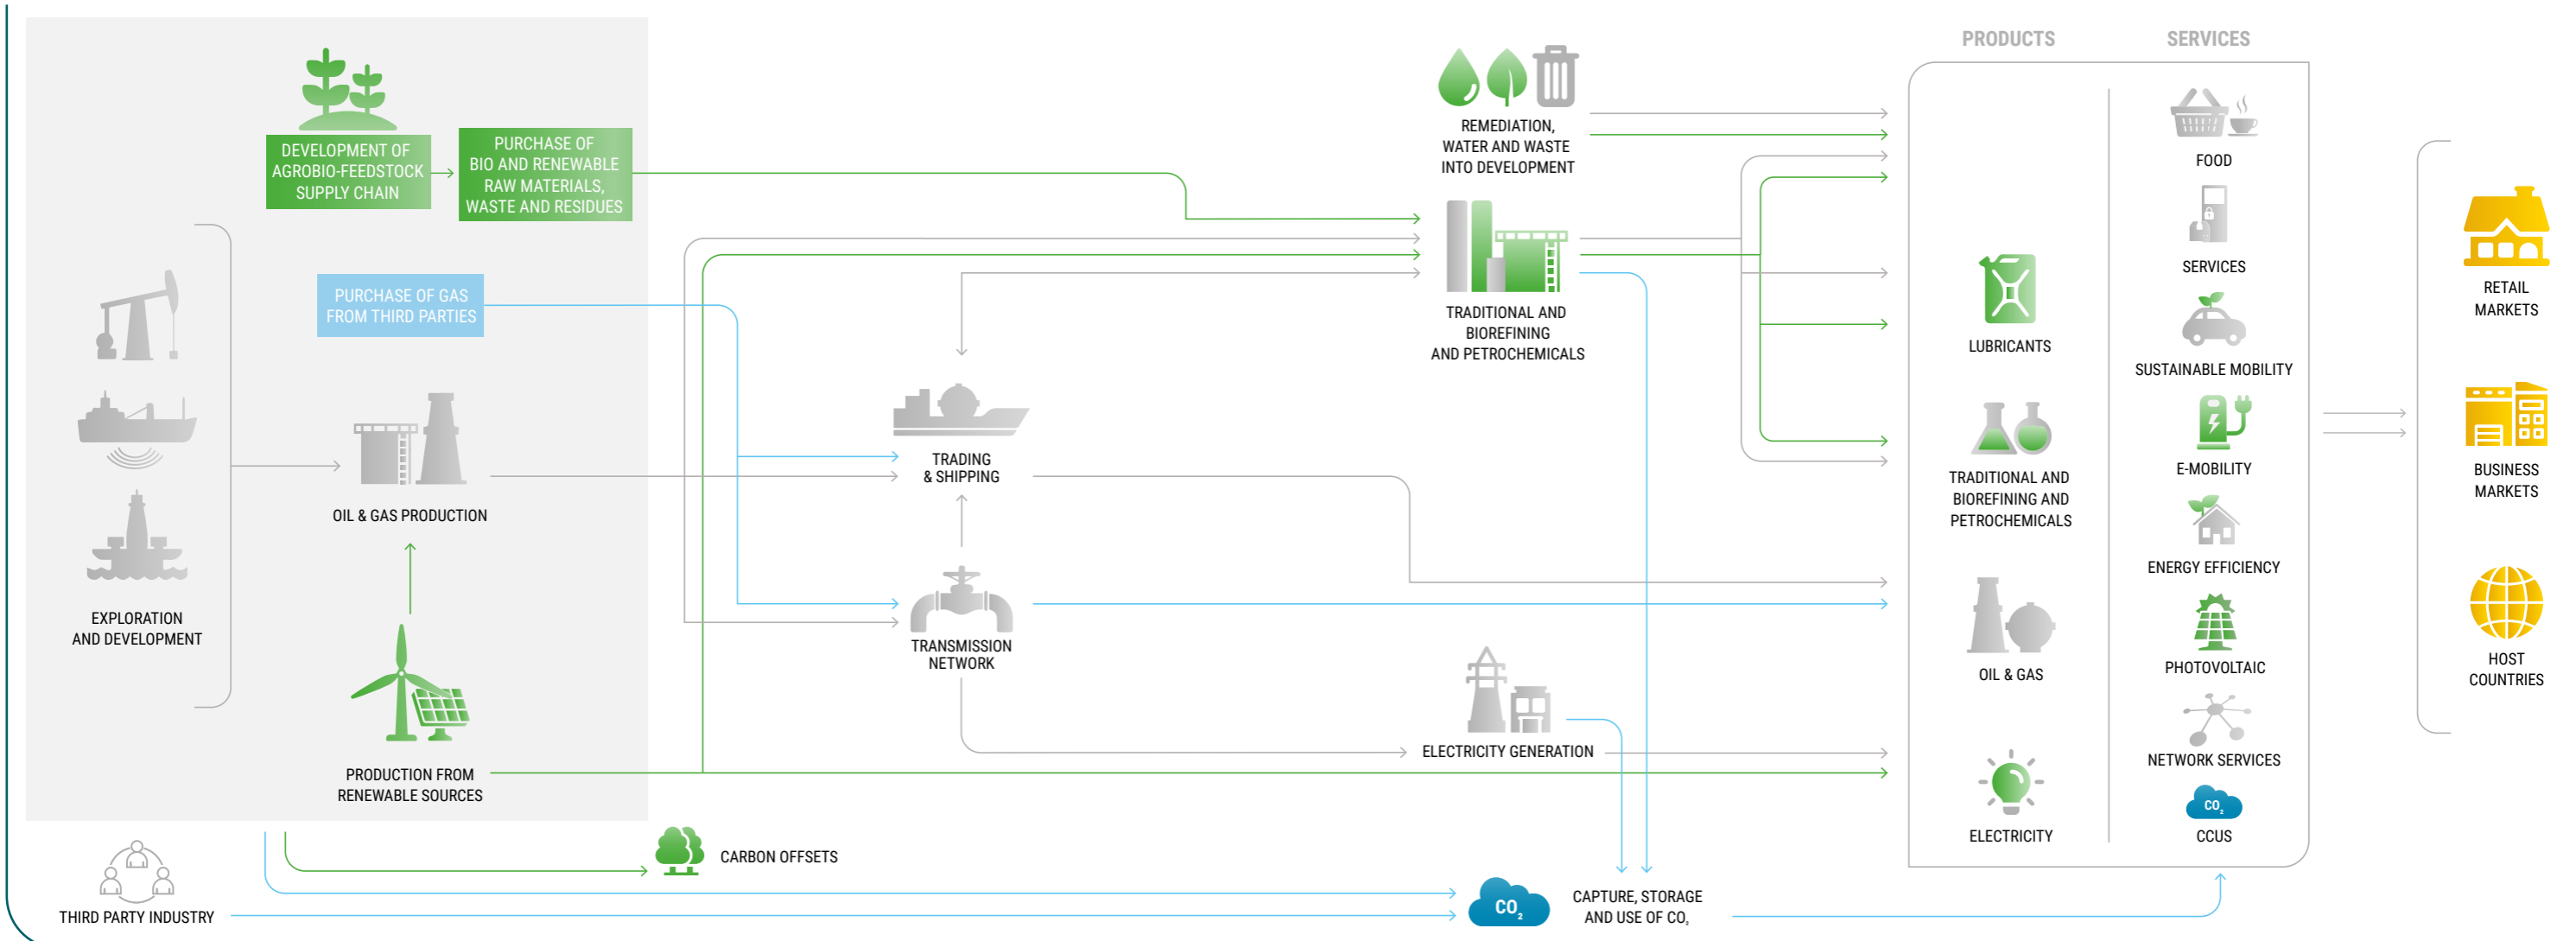 DEVELOPMENT OF
AGROBIO-FEEDSTOCK
SUPPLY CHAIN
PURCHASE OF
BIO AND RENEWABLE
RAW MATERIALS,
WASTE AND RESIDUES
PURCHASE OF GAS
FROM THIRD PARTIES
EXPLORATION
AND DEVELOPMENT
OIL & GAS PRODUCTION
PRODUCTION FROM
RENEWABLE SOURCES
THIRD PARTY INDUSTRY
CARBON OFFSETS
TRADING
& SHIPPING
TRANSMISSION
NETWORK
REMEDIATION,
WATER AND WASTE
INTO DEVELOPMENT
TRADITIONAL AND
BIOREFINING
AND PETROCHEMICALS
ELECTRICITY GENERATION
CO₂
CAPTURE, STORAGE
AND USE OF CO₂
PRODUCTS
LUBRICANTS
TRADITIONAL AND
BIOREFINING AND
PETROCHEMICALS
OIL & GAS
ELECTRICITY
SERVICES
FOOD
SERVICES
SUSTAINABLE MOBILITY
E-MOBILITY
ENERGY EFFICIENCY
PHOTOVOLTAIC
NETWORK SERVICES
CO₂
CCUS
RETAIL
MARKETS
BUSINESS
MARKETS
HOST
COUNTRIES